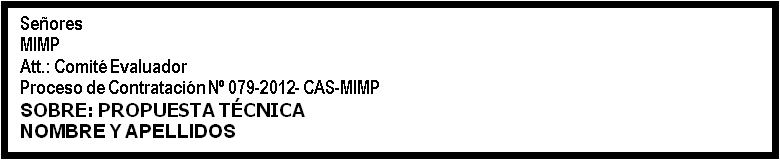 Señores
MIMP
Att.: Comité Evaluador
Proceso de Contratación Nº 079-2012- CAS-MIMP
SOBRE: PROPUESTA TÉCNICA
NOMBRE Y APELLIDOS